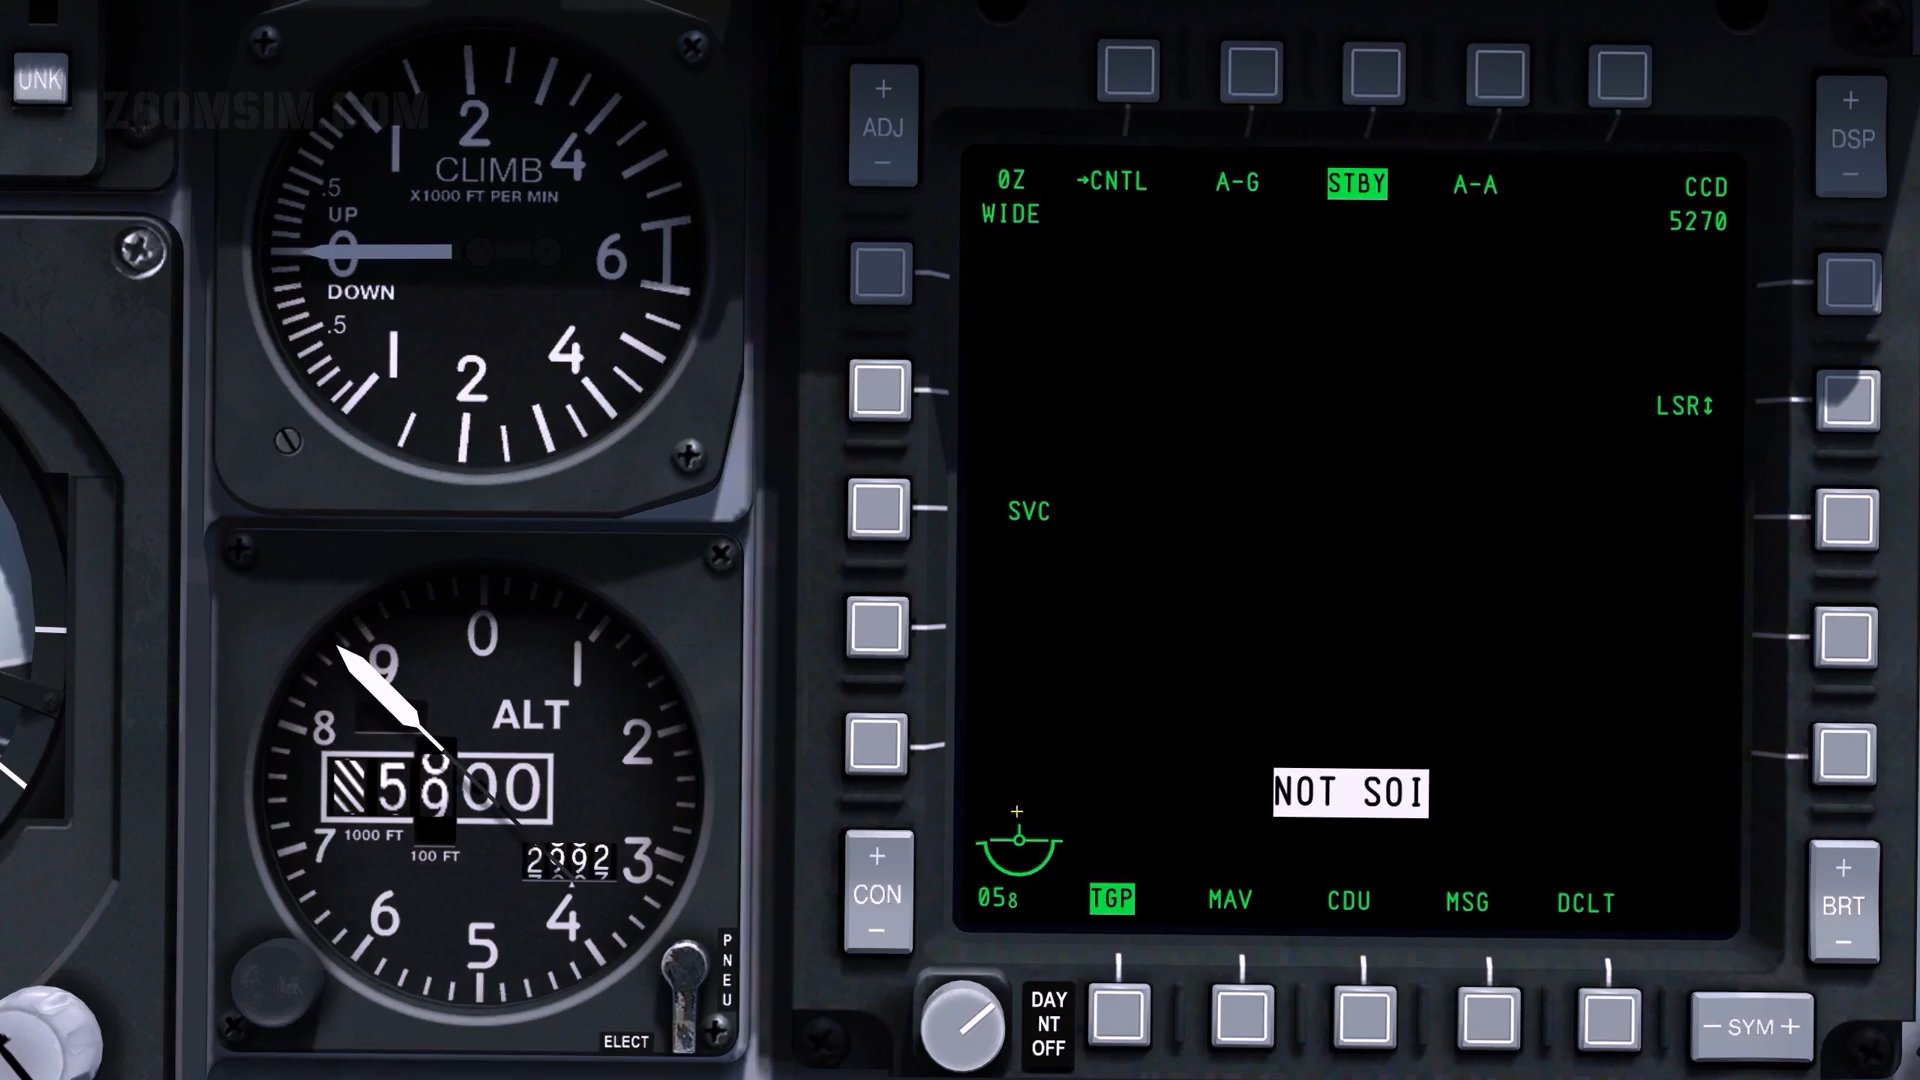 UNK
ZOOMSIM.COM
1 2 4
CLIMB
X1000 FT PER MIN
.5
UP
0 6
DOWN
.5
1 2 4
0 1 2 3 4 5 6 7 8 9
ALT
5 00
1000 FT
100 FT
2992
PNEU
ELECT
+
ADJ
−
+
DSP
−
0Z →CNTL A-G STBY A-A CCD
WIDE 5270
LSR↕
SVC
NOT SOI
058 TGP MAV CDU MSG DCLT
+
CON
−
+
BRT
−
DAY
NT
OFF
− SYM +